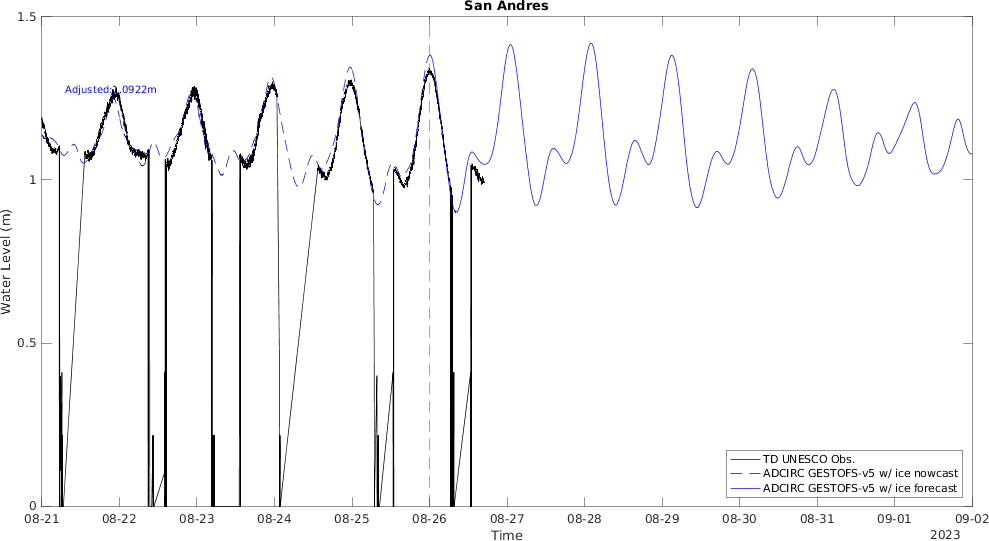 San Andres
1.5
Adjusted:1.0922m
1
Water Level (m)
0.5
TD UNESCO Obs.
ADCIRC GESTOFS-v5 w/ ice nowcast
ADCIRC GESTOFS-v5 w/ ice forecast
0
08-21 08-22 08-23 08-24 08-25 08-26 08-27 08-28 08-29 08-30 08-31 09-01 09-02
Time 2023